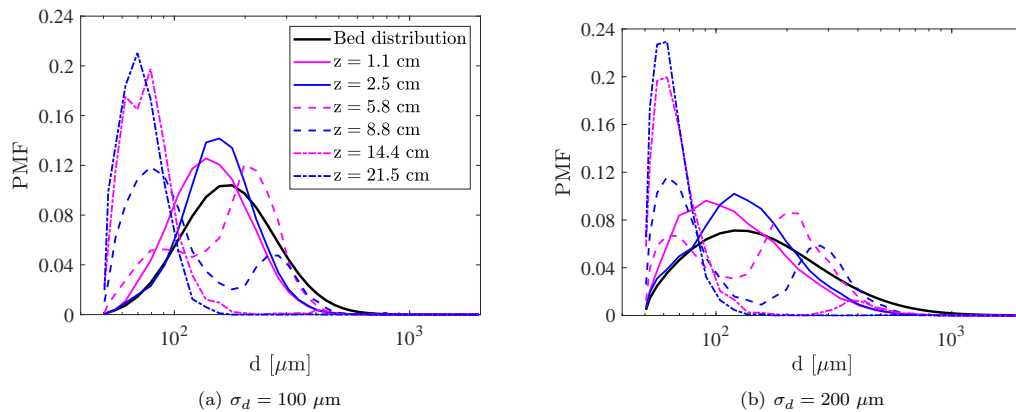 0.24
0.2
0.16
0.12
0.08
0.04
0
PMF
10²
10³
d [μm]
Bed distribution
z = 1.1 cm
z = 2.5 cm
z = 5.8 cm
z = 8.8 cm
z = 14.4 cm
z = 21.5 cm
(a) σ_d = 100 μm
0.24
0.2
0.16
0.12
0.08
0.04
0
PMF
10²
10³
d [μm]
(b) σ_d = 200 μm